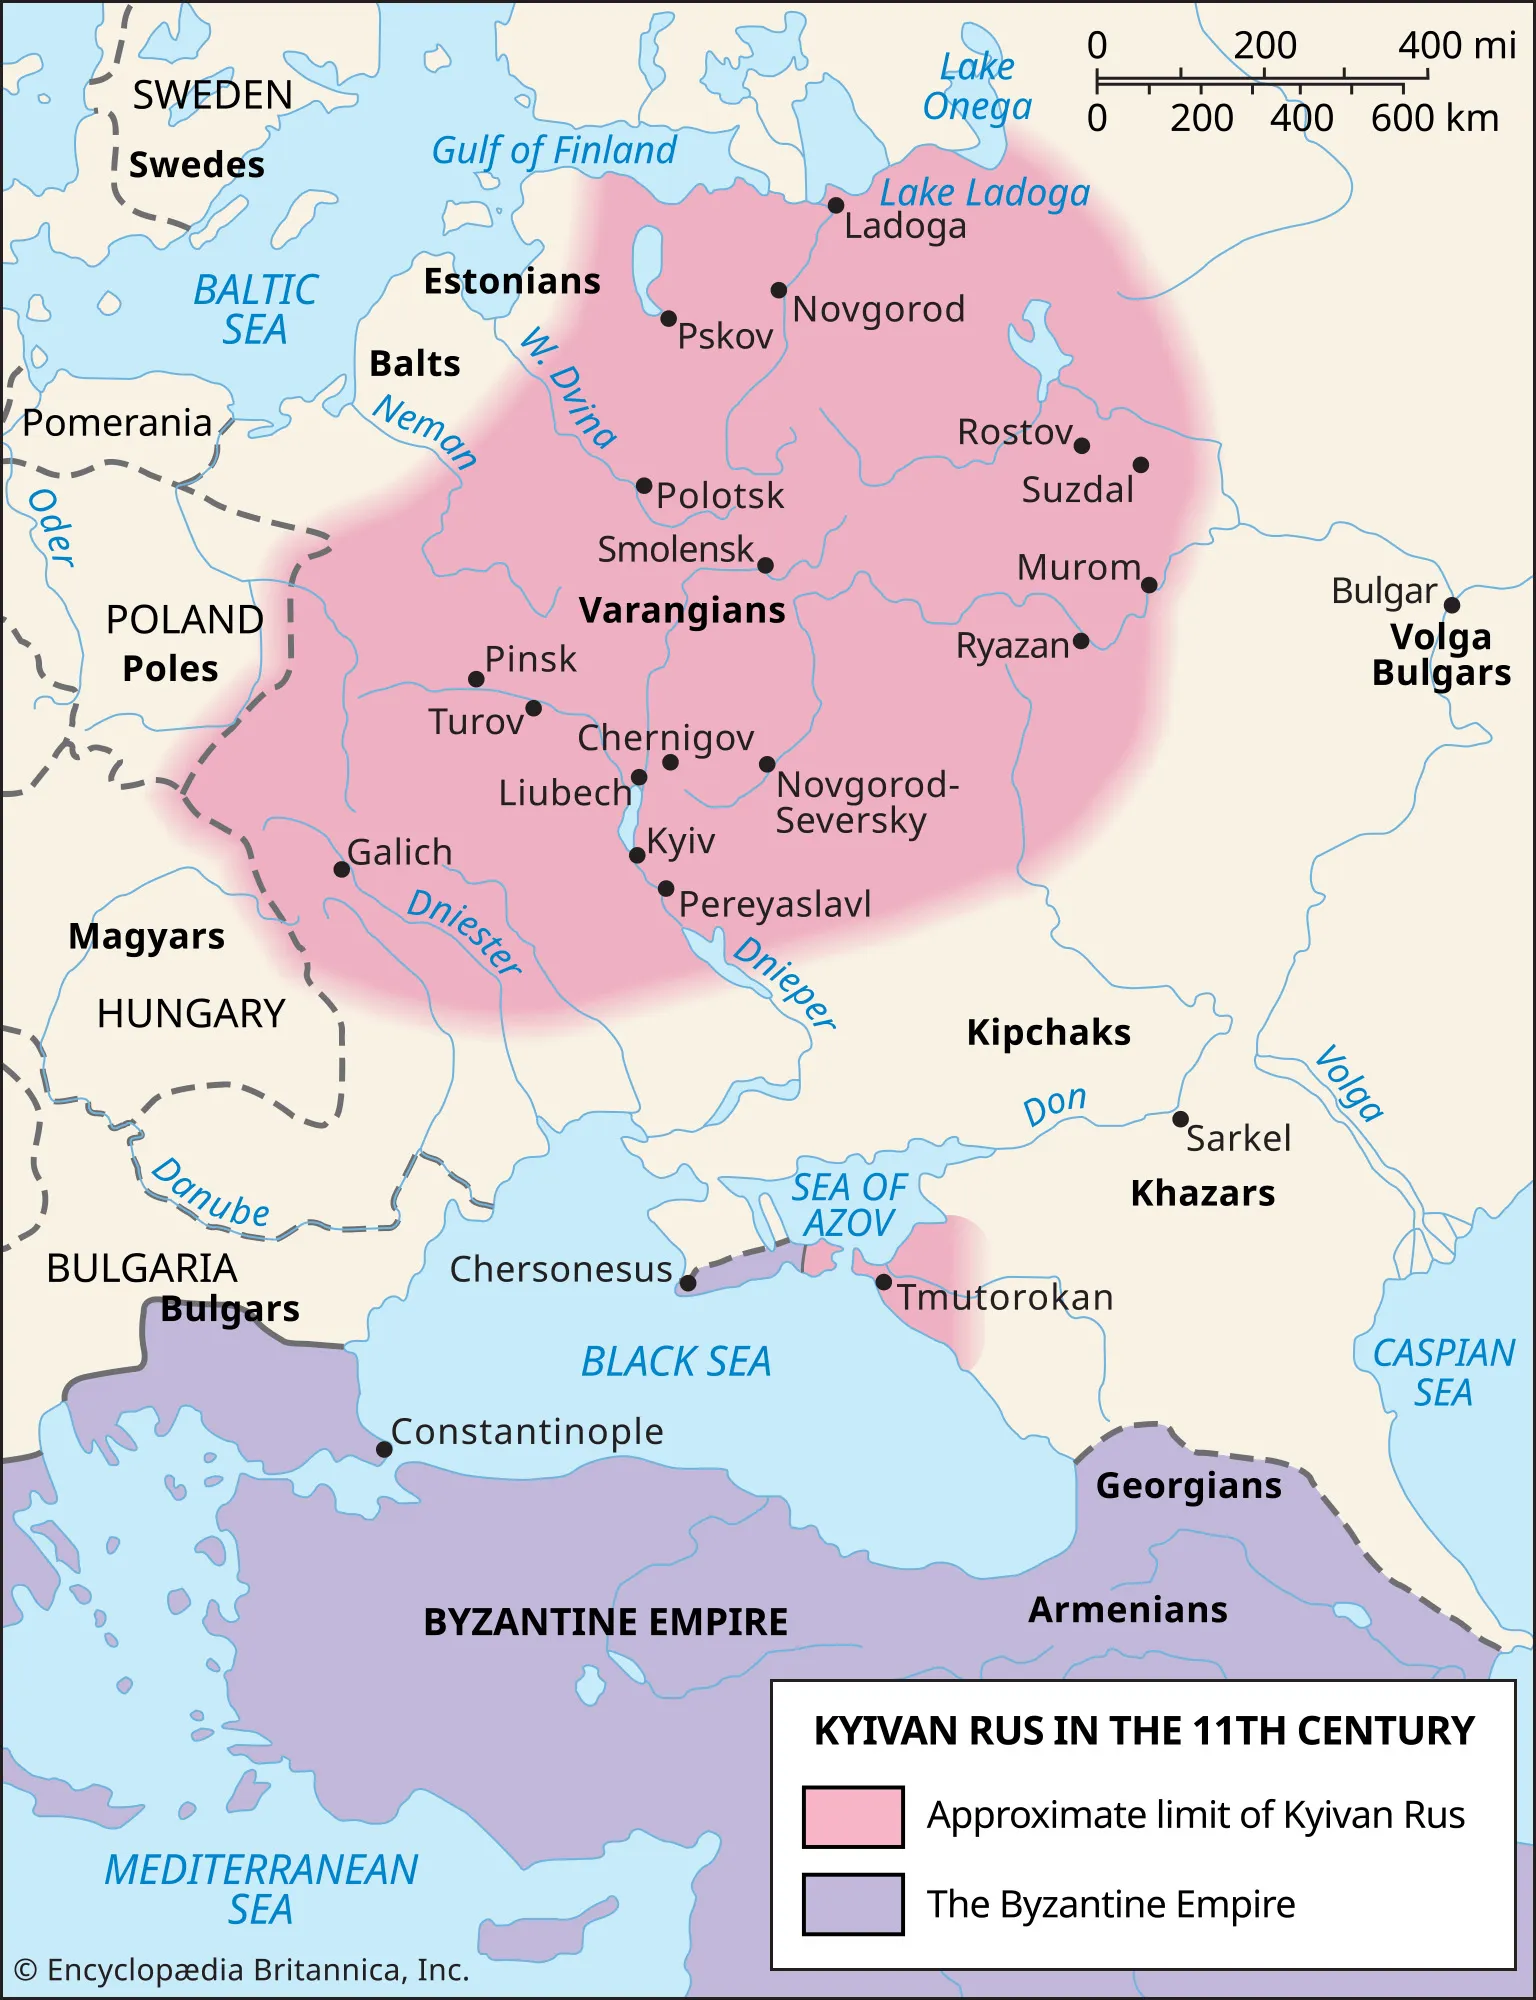 0 200 400 mi
0 200 400 600 km
Lake
Onega
SWEDEN
Swedes
Gulf of Finland
Lake Ladoga
Ladoga
BALTIC
SEA
Estonians
Novgorod
Pskov
Balts
W. Dvina
Neman
Pomerania
Rostov
Suzdal
Oder
Polotsk
Smolensk
Murom
Bulgar
Volga
Bulgars
Varangians
POLAND
Poles
Ryazan
Pinsk
Turov
Chernigov
Liubech
Novgorod-
Seversky
Kyiv
Galich
Pereyaslavl
Dniester
Dnieper
Magyars
HUNGARY
Kipchaks
Don
Volga
Sarkel
Khazars
Danube
SEA OF
AZOV
BULGARIA
Bulgars
Chersonesus
Tmutorokan
BLACK SEA
CASPIAN
SEA
Constantinople
Georgians
BYZANTINE EMPIRE
Armenians
KYIVAN RUS IN THE 11TH CENTURY
Approximate limit of Kyivan Rus
The Byzantine Empire
MEDITERRANEAN
SEA
© Encyclopædia Britannica, Inc.